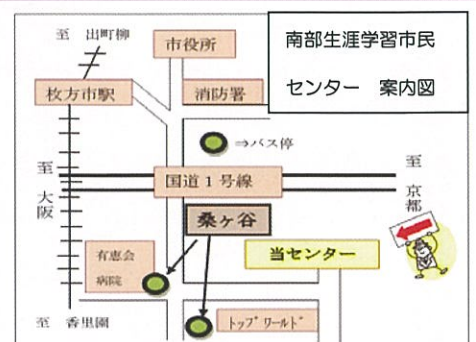 至 出町柳
市役所
南部生涯学習市民
センター 案内図
枚方市駅
消防署
⇒バス停
至
大阪
国道1号線
至
京都
桑ヶ谷
有恵会
病院
当センター
至 香里園
トップワールド